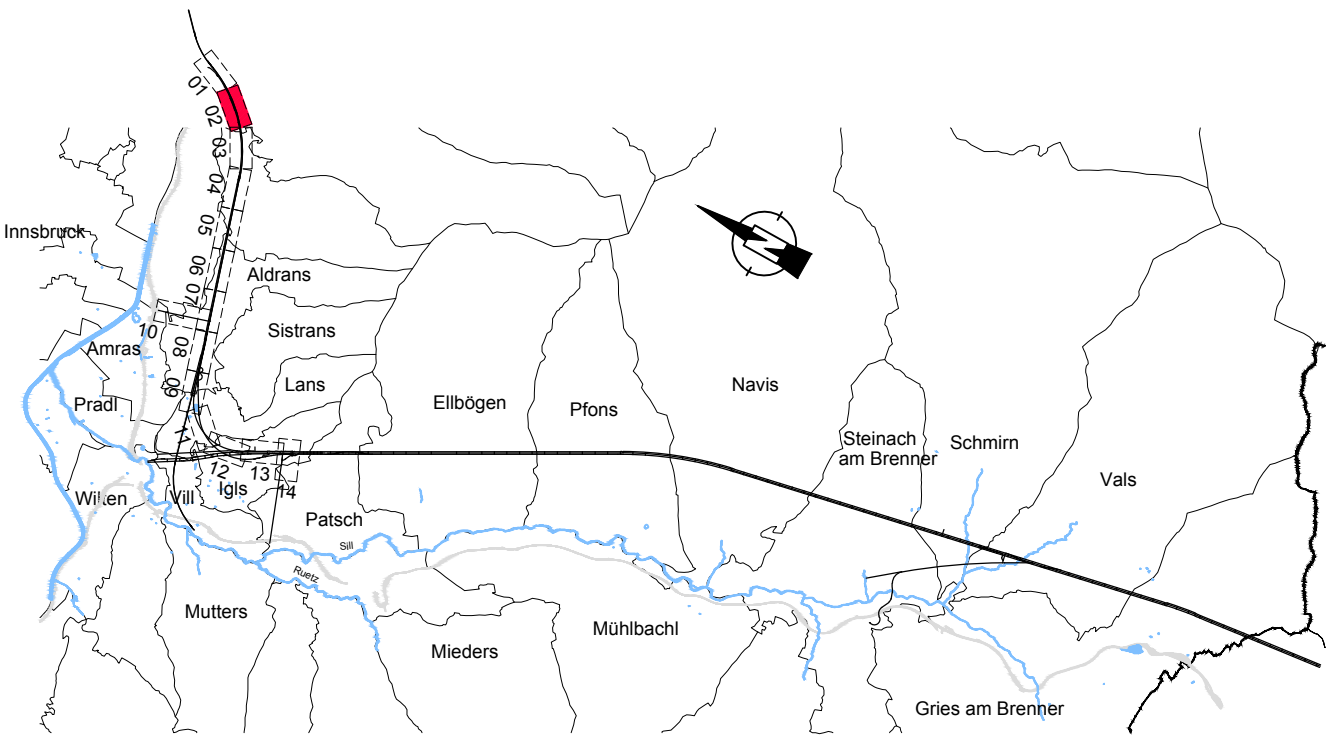 01
02
03
04
05
06
07
08
09
10
11
12
13
14
Innsbruck
Aldrans
Sistrans
Amras
Lans
Pradl
Ellbögen
Pfons
Navis
Steinach
am Brenner
Schmirn
Vals
Wilten
Vill
Igls
Patsch
Sill
Ruetz
Mutters
Mieders
Mühlbachl
Gries am Brenner